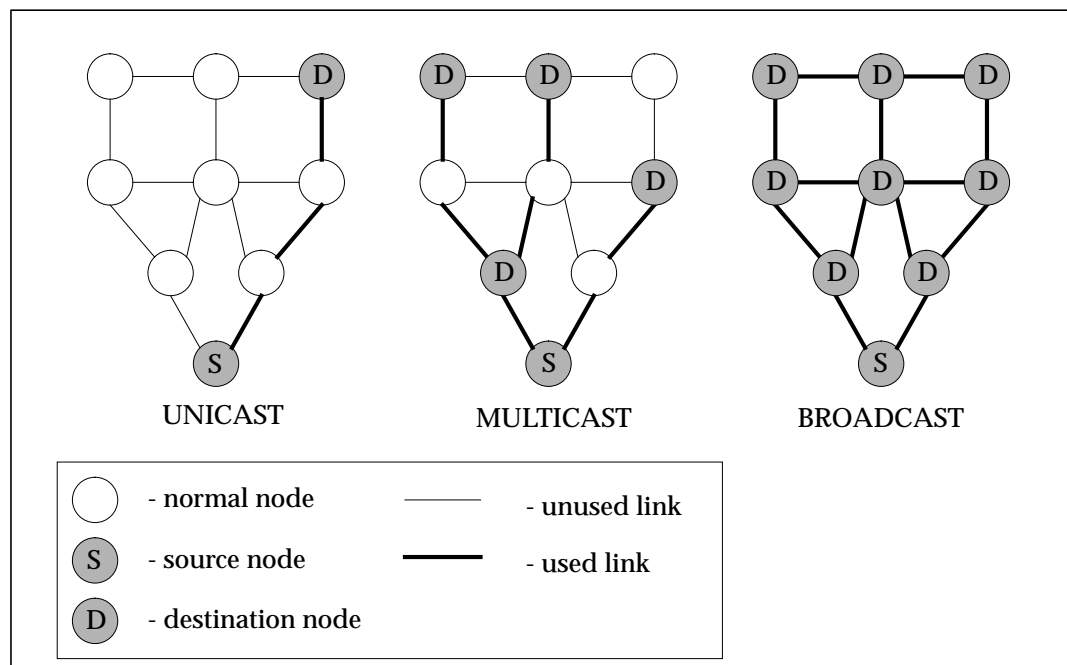 D D D D D D
D D D D
D D D
S S S
UNICAST MULTICAST BROADCAST
- normal node - unused link
S - source node - used link
D - destination node